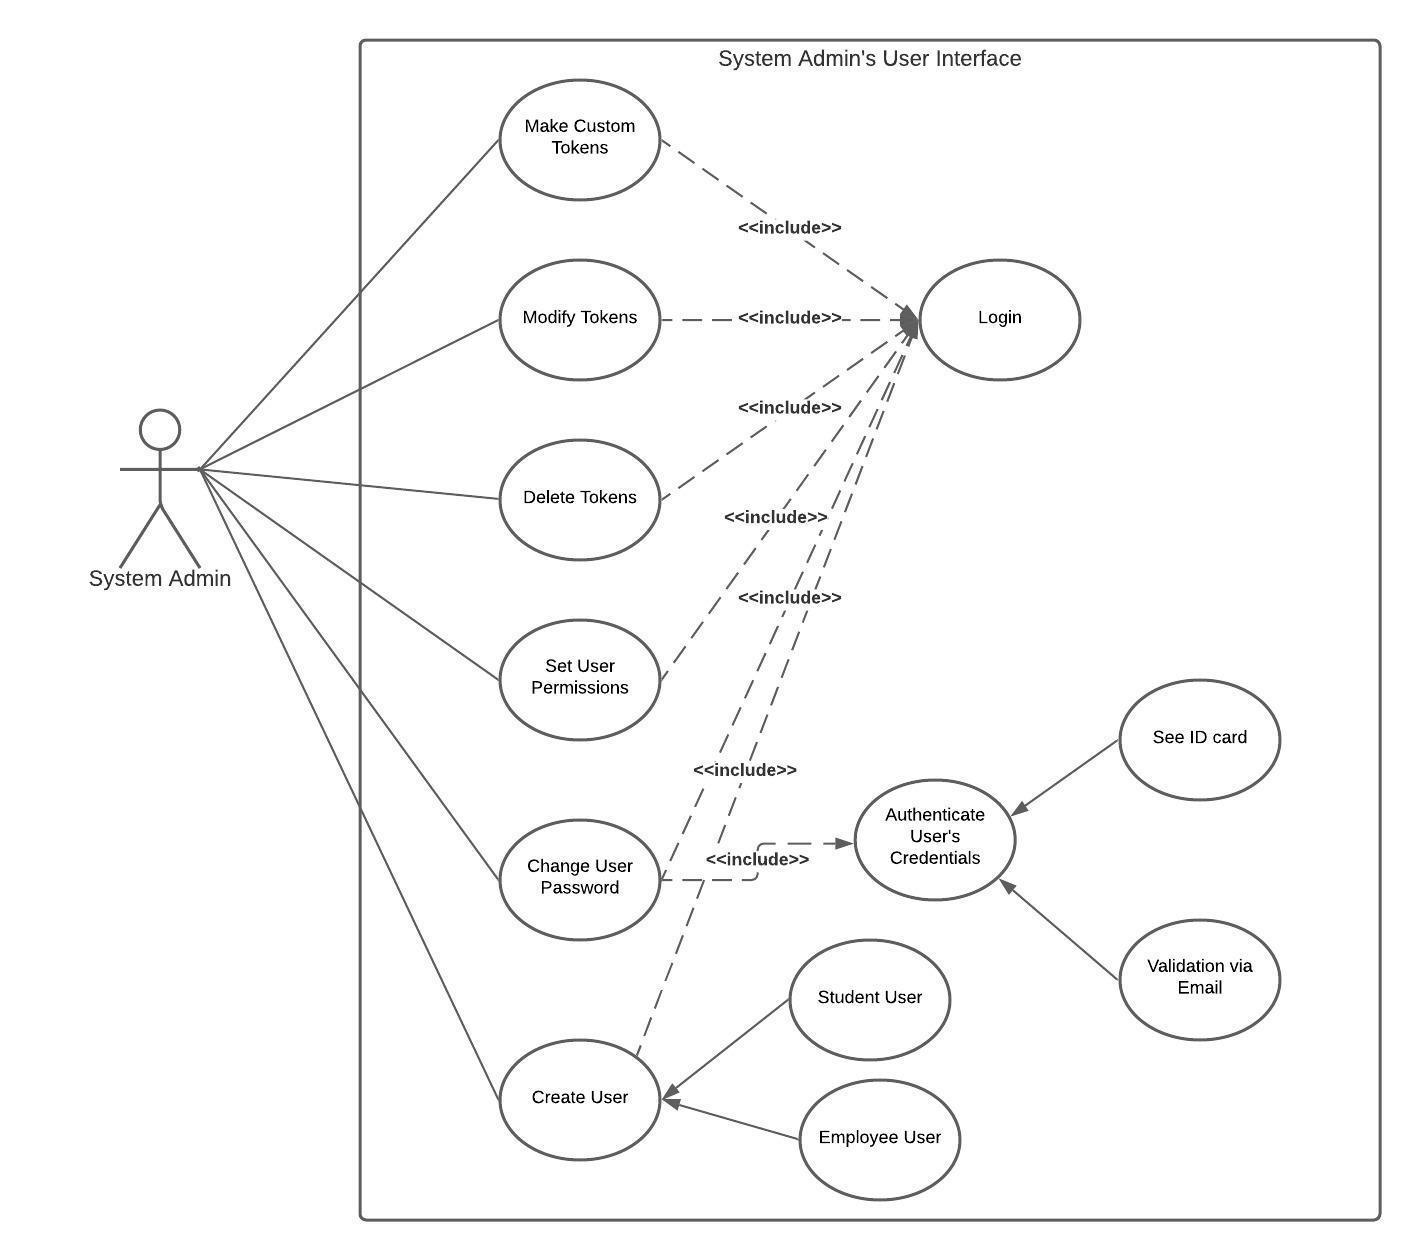 System Admin's User Interface
Make Custom
Tokens
<<include>>
Modify Tokens
<<include>>
Login
<<include>>
Delete Tokens
<<include>>
System Admin
<<include>>
Set User
Permissions
See ID card
<<include>>
Authenticate
User's
Credentials
<<include>>
Change User
Password
Validation via
Email
Student User
Create User
Employee User